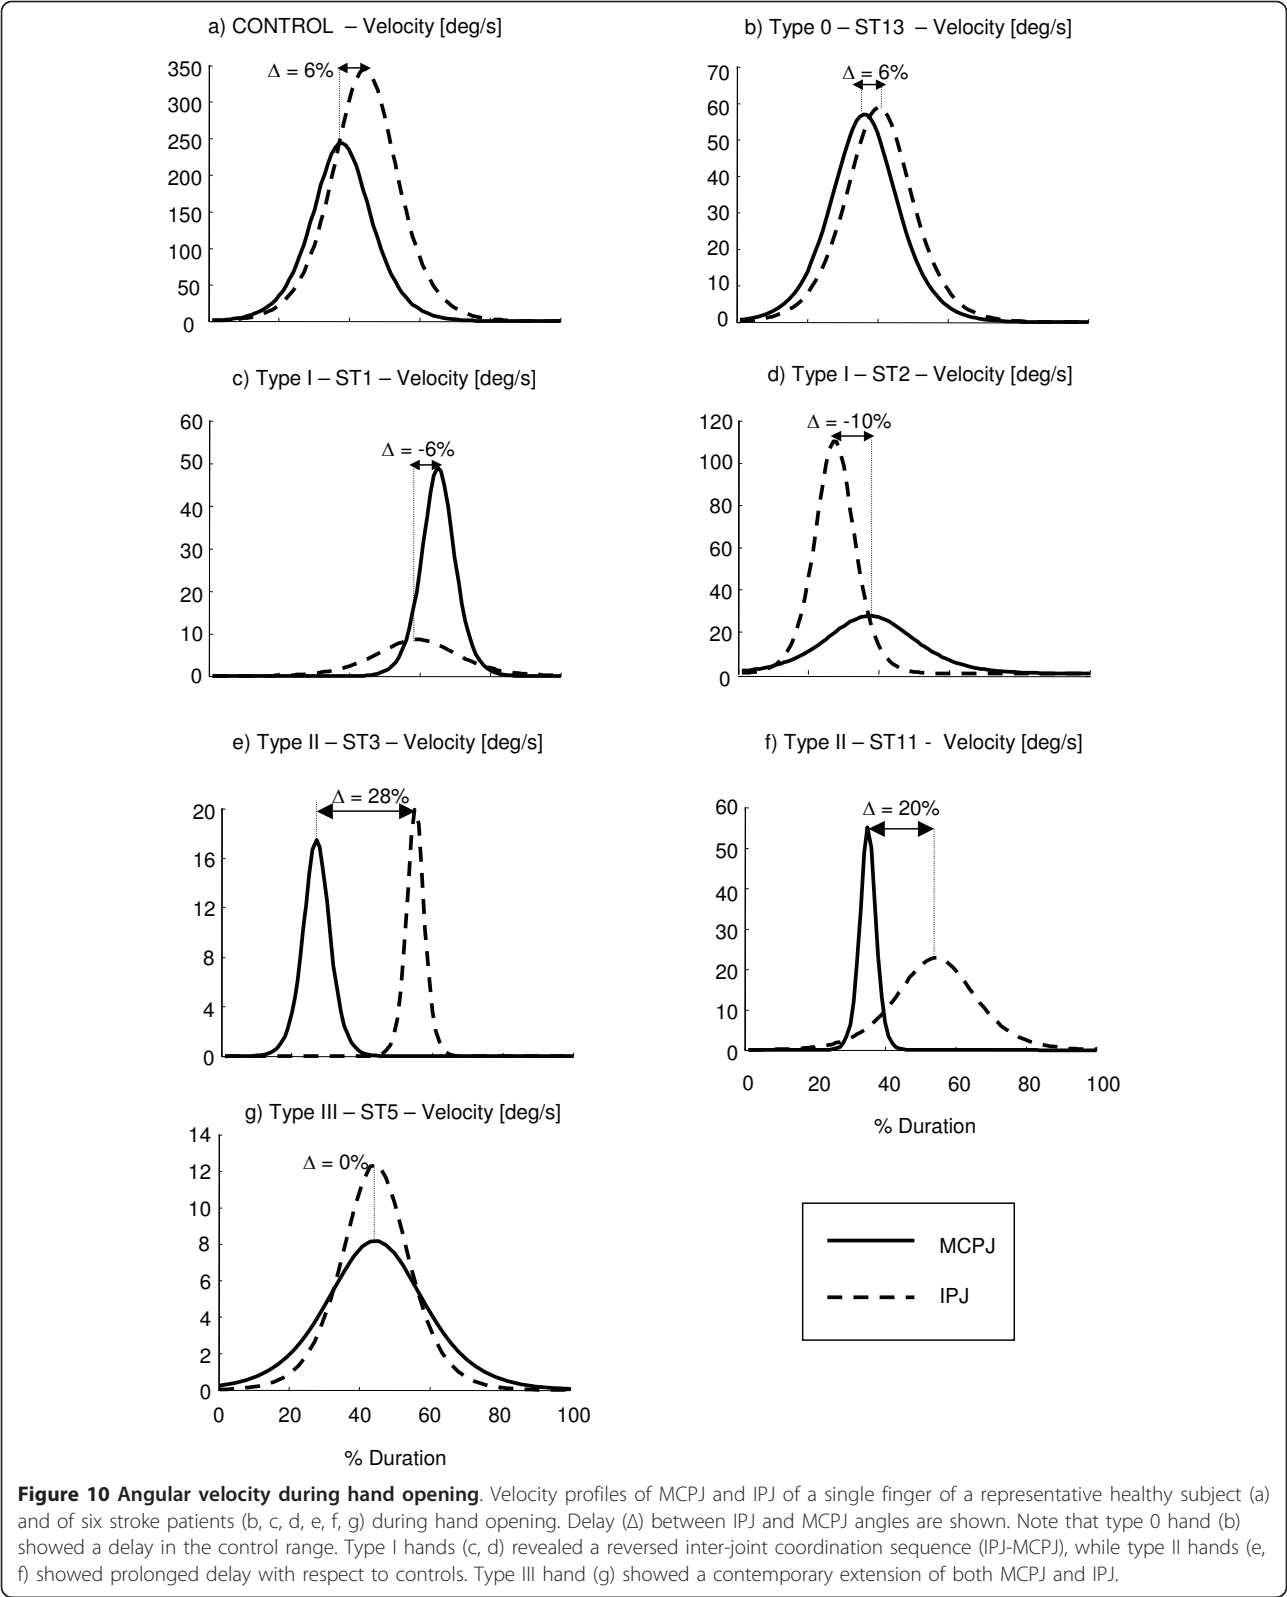 a) CONTROL – Velocity [deg/s]
Δ = 6%
350
300
250
200
150
100
50
0
b) Type 0 – ST13 – Velocity [deg/s]
Δ = 6%
70
60
50
40
30
20
10
0
c) Type I – ST1 – Velocity [deg/s]
Δ = -6%
60
50
40
30
20
10
0
d) Type I – ST2 – Velocity [deg/s]
Δ = -10%
120
100
80
60
40
20
0
e) Type II – ST3 – Velocity [deg/s]
Δ = 28%
20
16
12
8
4
0
f) Type II – ST11 - Velocity [deg/s]
Δ = 20%
60
50
40
30
20
10
0
0 20 40 60 80 100
% Duration
g) Type III – ST5 – Velocity [deg/s]
Δ = 0%
14
12
10
8
6
4
2
0
0 20 40 60 80 100
% Duration
MCPJ
IPJ
Figure 10 Angular velocity during hand opening. Velocity profiles of MCPJ and IPJ of a single finger of a representative healthy subject (a)
and of six stroke patients (b, c, d, e, f, g) during hand opening. Delay (Δ) between IPJ and MCPJ angles are shown. Note that type 0 hand (b)
showed a delay in the control range. Type I hands (c, d) revealed a reversed inter-joint coordination sequence (IPJ-MCPJ), while type II hands (e,
f) showed prolonged delay with respect to controls. Type III hand (g) showed a contemporary extension of both MCPJ and IPJ.